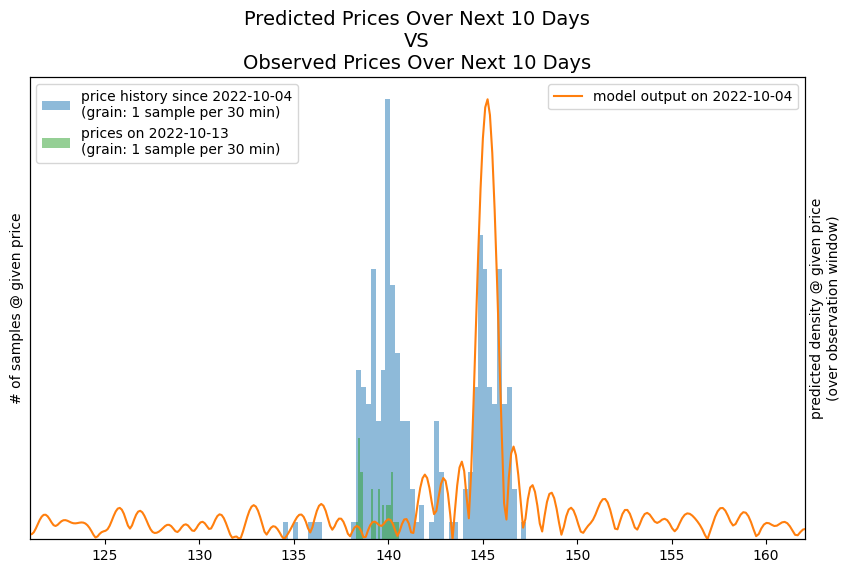 Predicted Prices Over Next 10 Days
VS
Observed Prices Over Next 10 Days
price history since 2022-10-04
(grain: 1 sample per 30 min)
prices on 2022-10-13
(grain: 1 sample per 30 min)
model output on 2022-10-04
# of samples @ given price
predicted density @ given price
(over observation window)
125 130 135 140 145 150 155 160